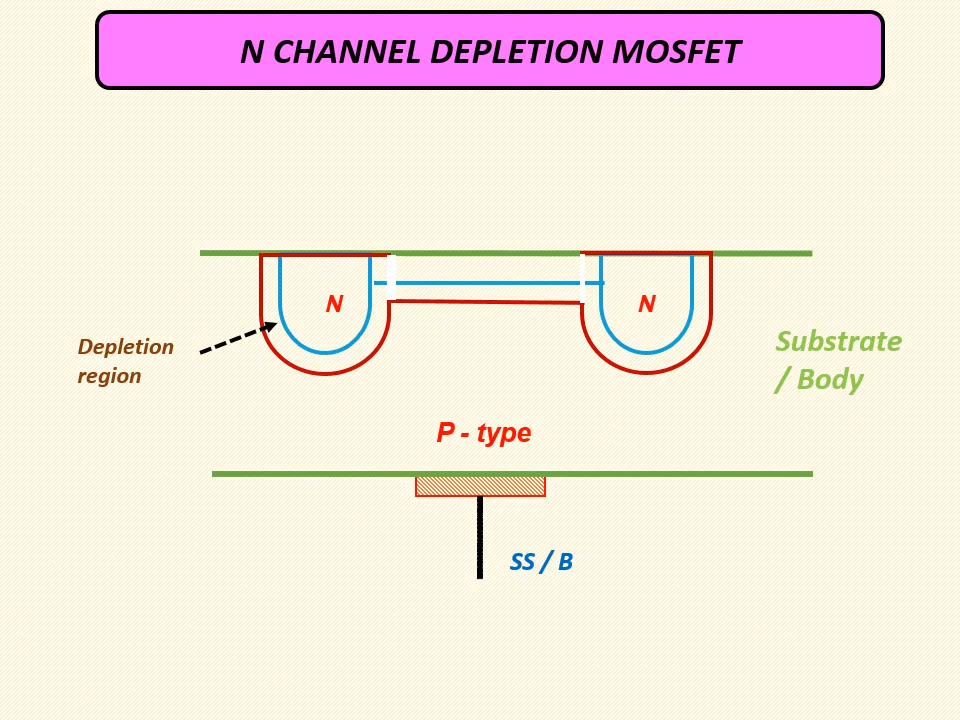 N CHANNEL DEPLETION MOSFET
N
N
Depletion
region
Substrate
/ Body
P - type
SS / B